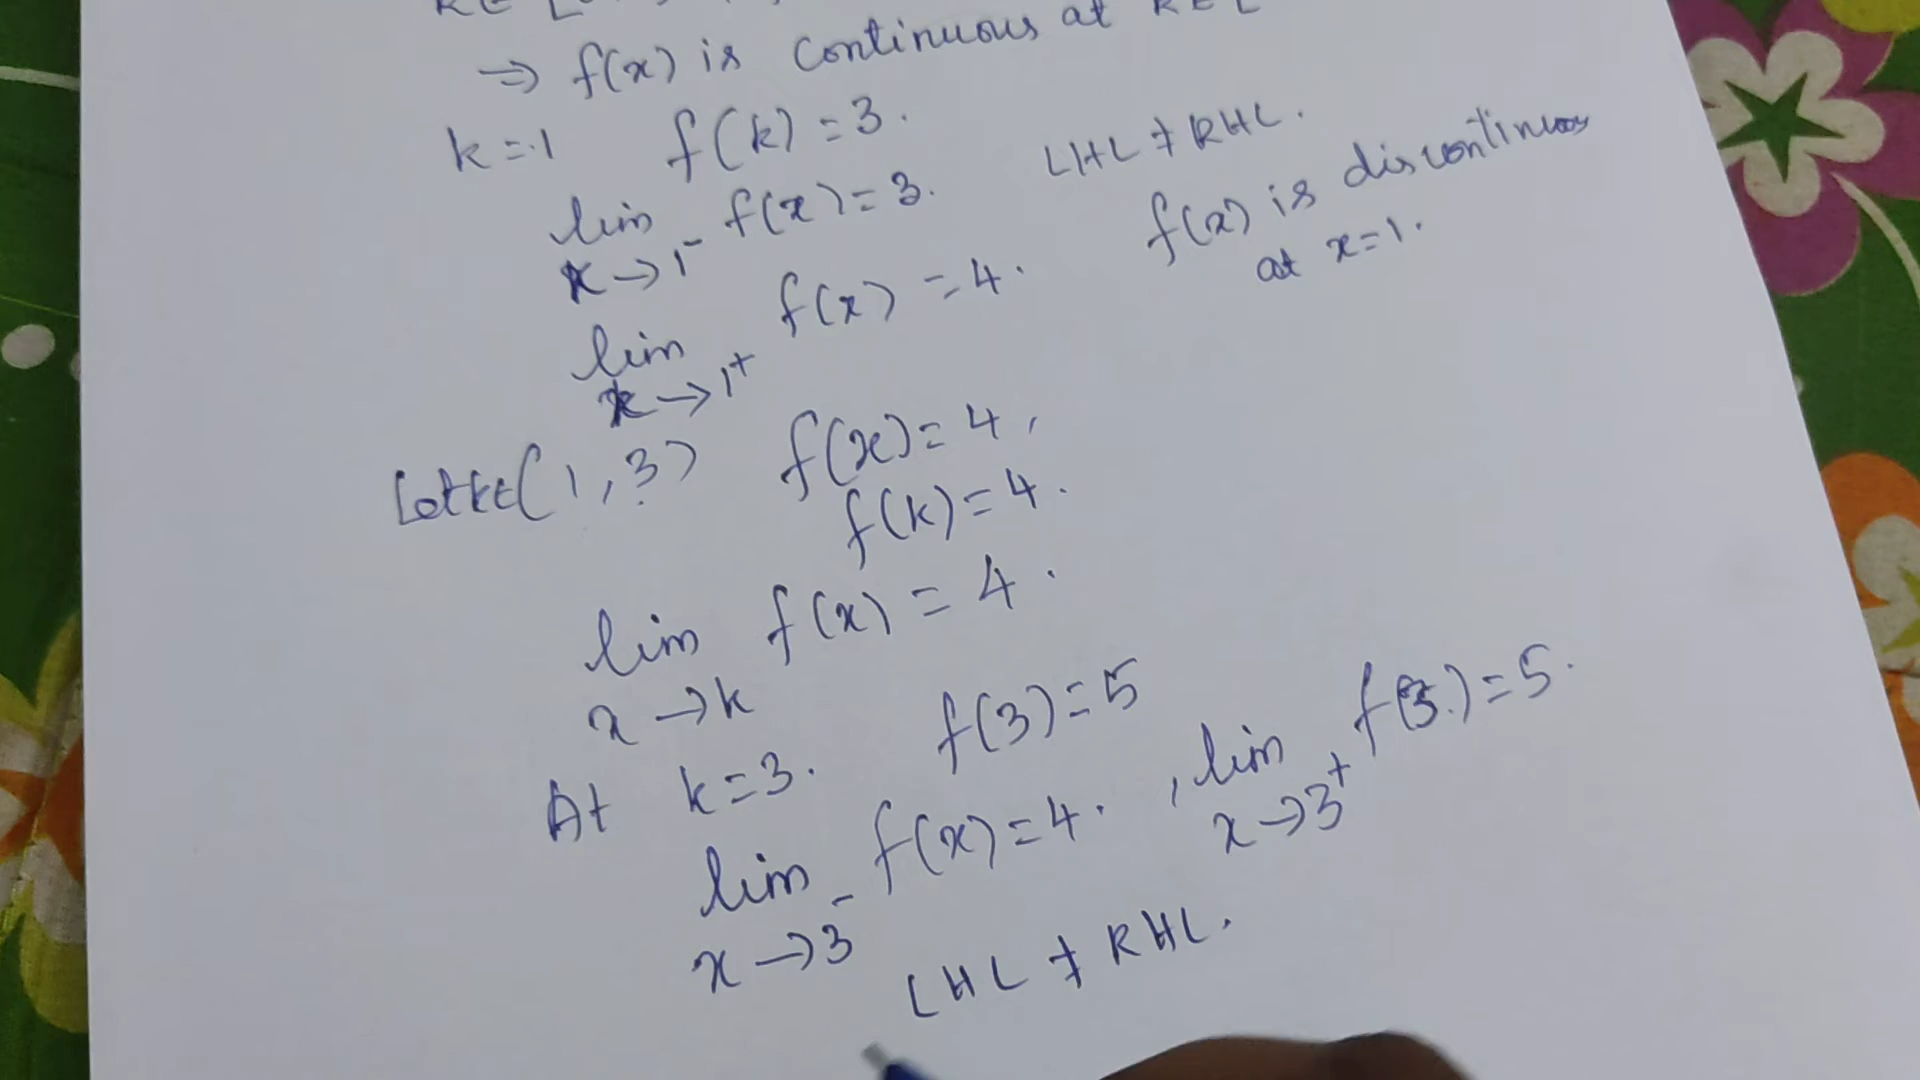 ⇒ f(x) is continuous at k ∈ [
k = 1 f(k) = 3.
lim f(x) = 3.
x → 1⁻
LHL ≠ RHL.
f(x) is discontinuous
at x = 1.
lim f(x) = 4.
x → 1⁺
Let k ∈ (1, 3) f(x) = 4,
f(k) = 4.
lim f(x) = 4.
x → k
At k = 3. f(3) = 5
lim f(x) = 4. , lim f(3.) = 5.
x → 3⁻ x → 3⁺
LHL ≠ RHL.